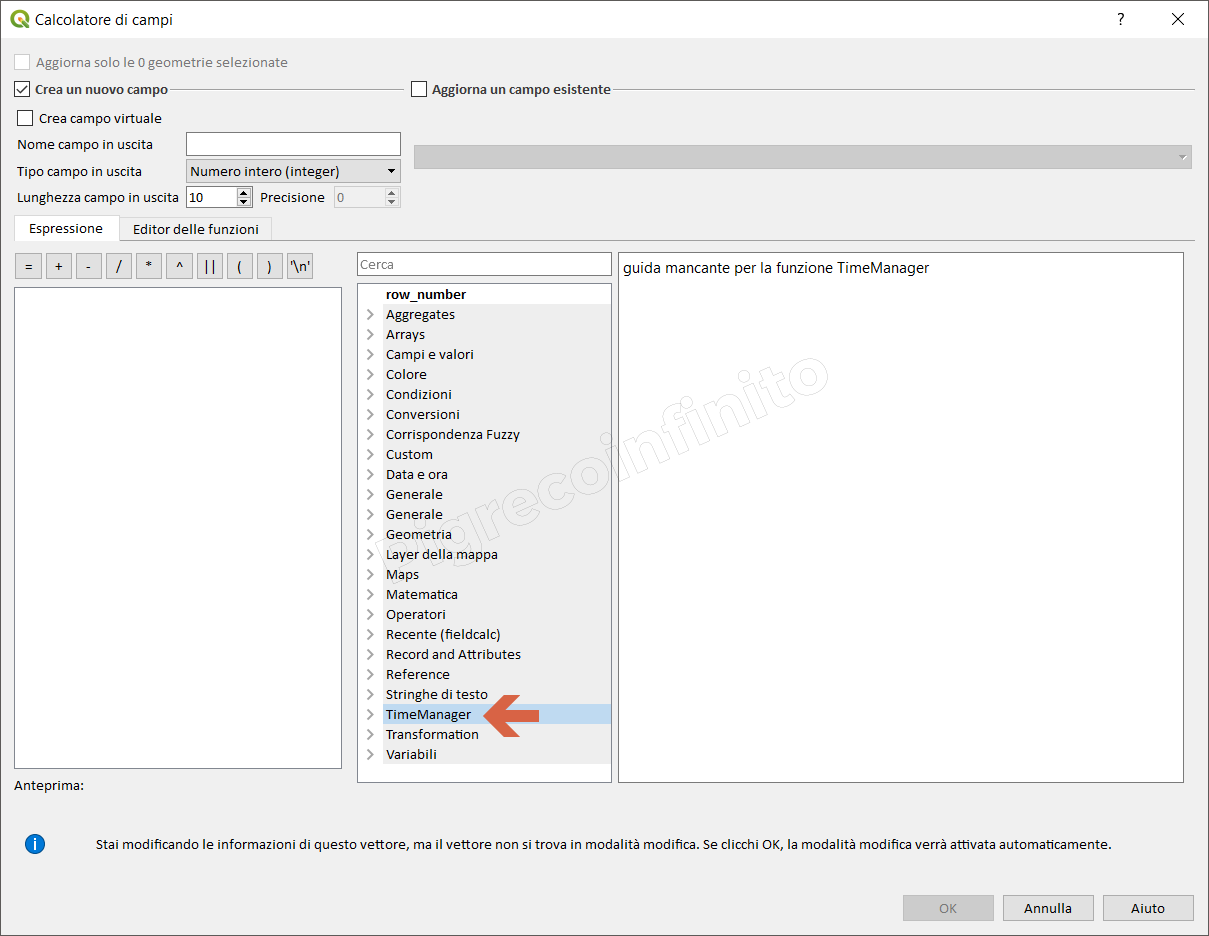 Calcolatore di campi
?
Aggiorna solo le 0 geometrie selezionate
Crea un nuovo campo
Aggiorna un campo esistente
Crea campo virtuale
Nome campo in uscita
Tipo campo in uscita Numero intero (integer)
Lunghezza campo in uscita 10 Precisione 0
Espressione Editor delle funzioni
= + - / * ^ || ( ) '\n'
Cerca
guida mancante per la funzione TimeManager
row_number
Aggregates
Arrays
Campi e valori
Colore
Condizioni
Conversioni
Corrispondenza Fuzzy
Custom
Data e ora
Generale
Generale
Geometria
Layer della mappa
Maps
Matematica
Operatori
Recente (fieldcalc)
Record and Attributes
Reference
Stringhe di testo
TimeManager
Transformation
Variabili
pigrecoinfinito
Anteprima:
Stai modificando le informazioni di questo vettore, ma il vettore non si trova in modalità modifica. Se clicchi OK, la modalità modifica verrà attivata automaticamente.
OK Annulla Aiuto